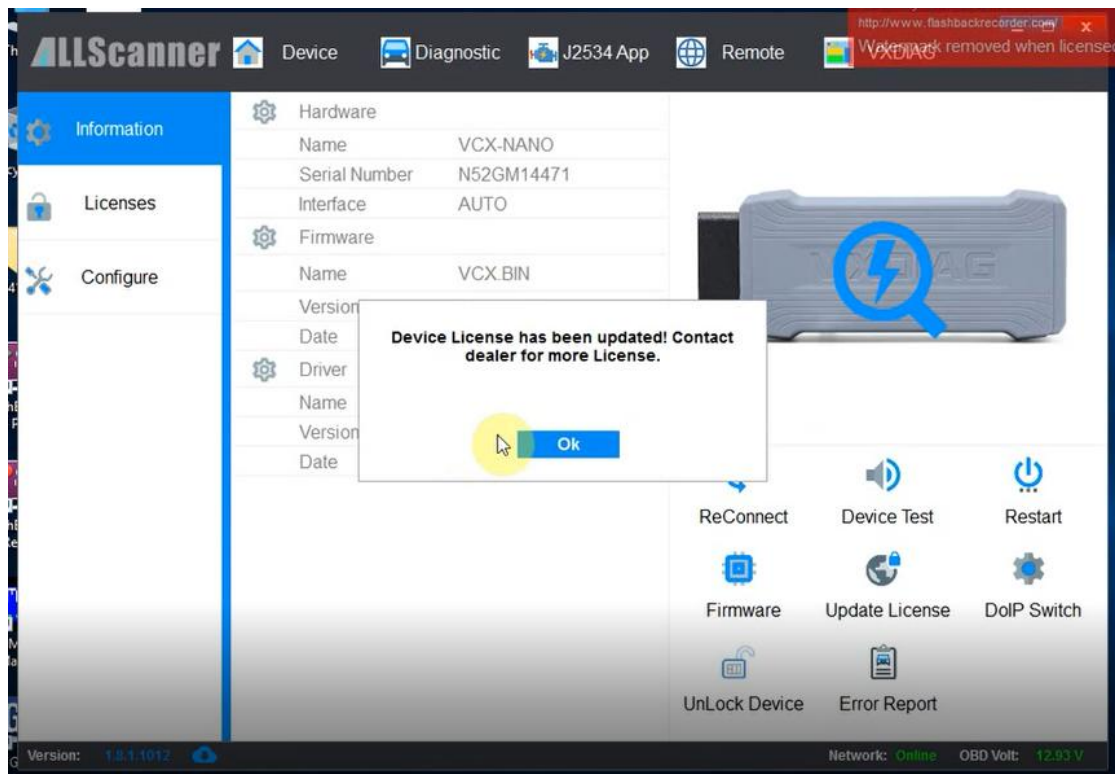 http://www.flashbackrecorder.com/
Watermark removed when licensed
ALLScanner
Device
Diagnostic
J2534 App
Remote
VXDIAG
Information
Licenses
Configure
Hardware
Name VCX-NANO
Serial Number N52GM14471
Interface AUTO
Firmware
Name VCX.BIN
Version
Date
Driver
Name
Version
Date
VXDIAG
Device License has been updated! Contact
dealer for more License.
Ok
ReConnect
Device Test
Restart
Firmware
Update License
DoIP Switch
UnLock Device
Error Report
Version: 1.8.1.1012
Network: Online
OBD Volt: 12.93 V